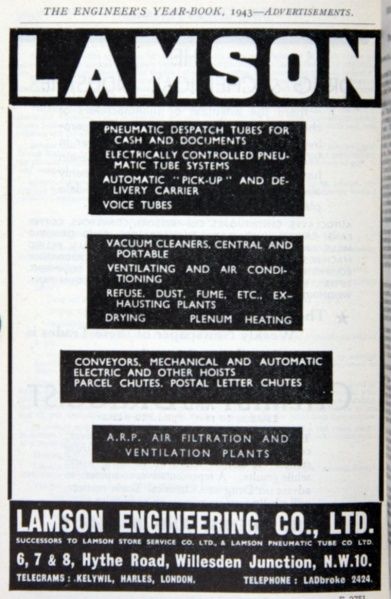 THE ENGINEER'S YEAR-BOOK, 1943—ADVERTISEMENTS.
LAMSON
PNEUMATIC DESPATCH TUBES FOR
CASH AND DOCUMENTS
ELECTRICALLY CONTROLLED PNEU-
MATIC TUBE SYSTEMS
AUTOMATIC "PICK-UP" AND DE-
LIVERY CARRIER
VOICE TUBES
VACUUM CLEANERS, CENTRAL AND
PORTABLE
VENTILATING AND AIR CONDI-
TIONING
REFUSE, DUST, FUME, ETC., EX-
HAUSTING PLANTS
DRYING PLENUM HEATING
CONVEYORS, MECHANICAL AND AUTOMATIC
ELECTRIC AND OTHER HOISTS
PARCEL CHUTES. POSTAL LETTER CHUTES
A.R.P. AIR FILTRATION AND
VENTILATION PLANTS
LAMSON ENGINEERING CO., LTD.
SUCCESSORS TO LAMSON STORE SERVICE CO. LTD., & LAMSON PNEUMATIC TUBE CO. LTD.
6, 7 & 8, Hythe Road, Willesden Junction, N.W.10.
TELEGRAMS : KELYWIL, HARLES, LONDON. TELEPHONE : LADbroke 2424.